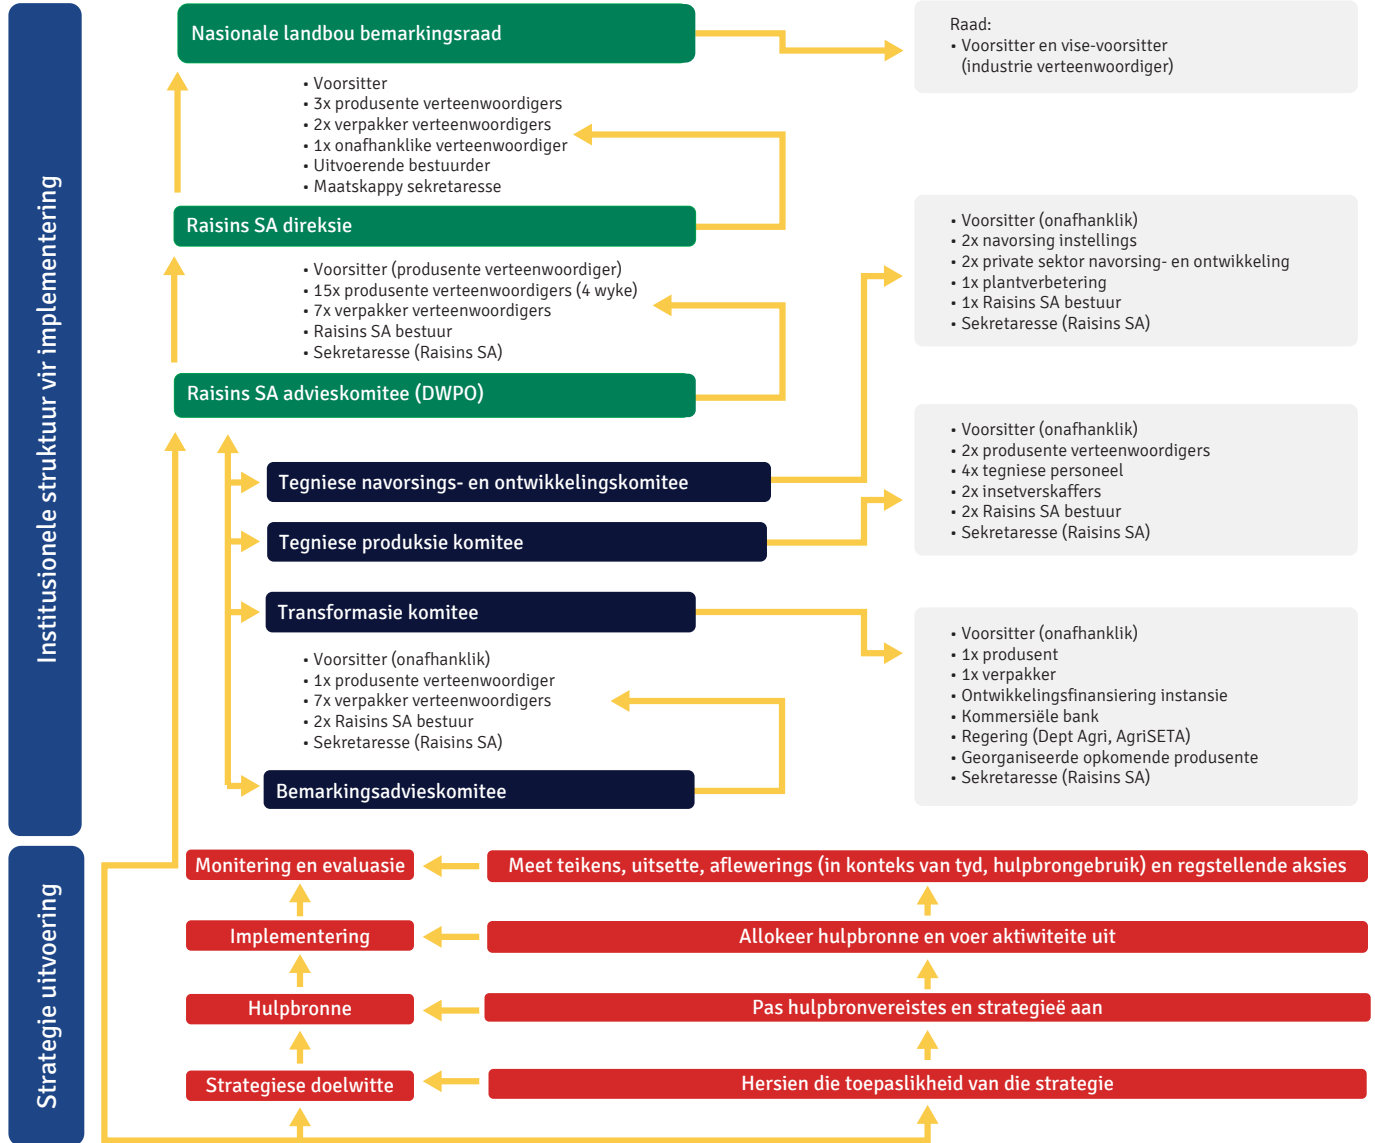 Institusionele struktuur vir implementering
Nasionale landbou bemarkingsraad
Raad:
• Voorsitter en vise-voorsitter
(industrie verteenwoordiger)
• Voorsitter
• 3x produsente verteenwoordigers
• 2x verpakker verteenwoordigers
• 1x onafhanklike verteenwoordiger
• Uitvoerende bestuurder
• Maatskappy sekretaresse
Raisins SA direksie
• Voorsitter (produsente verteenwoordiger)
• 15x produsente verteenwoordigers (4 wyke)
• 7x verpakker verteenwoordigers
• Raisins SA bestuur
• Sekretaresse (Raisins SA)
Raisins SA advieskomitee (DWPO)
Tegniese navorsings- en ontwikkelingskomitee
• Voorsitter (onafhanklik)
• 2x navorsing instellings
• 2x private sektor navorsing- en ontwikkeling
• 1x plantverbetering
• 1x Raisins SA bestuur
• Sekretaresse (Raisins SA)
Tegniese produksie komitee
• Voorsitter (onafhanklik)
• 2x produsente verteenwoordigers
• 4x tegniese personeel
• 2x insetverskaffers
• 2x Raisins SA bestuur
• Sekretaresse (Raisins SA)
Transformasie komitee
• Voorsitter (onafhanklik)
• 1x produsent
• 1x verpakker
• Ontwikkelingsfinansiering instansie
• Kommersiële bank
• Regering (Dept Agri, AgriSETA)
• Georganiseerde opkomende produsente
• Sekretaresse (Raisins SA)
• Voorsitter (onafhanklik)
• 1x produsente verteenwoordiger
• 7x verpakker verteenwoordigers
• 2x Raisins SA bestuur
• Sekretaresse (Raisins SA)
Bemarkingsadvieskomitee
Strategie uitvoering
Monitering en evaluasie
Meet teikens, uitsette, aflewerings (in konteks van tyd, hulpbrongebruik) en regstellende aksies
Implementering
Allokeer hulpbronne en voer aktiwiteite uit
Hulpbronne
Pas hulpbronvereistes en strategieë aan
Strategiese doelwitte
Hersien die toepaslikheid van die strategie